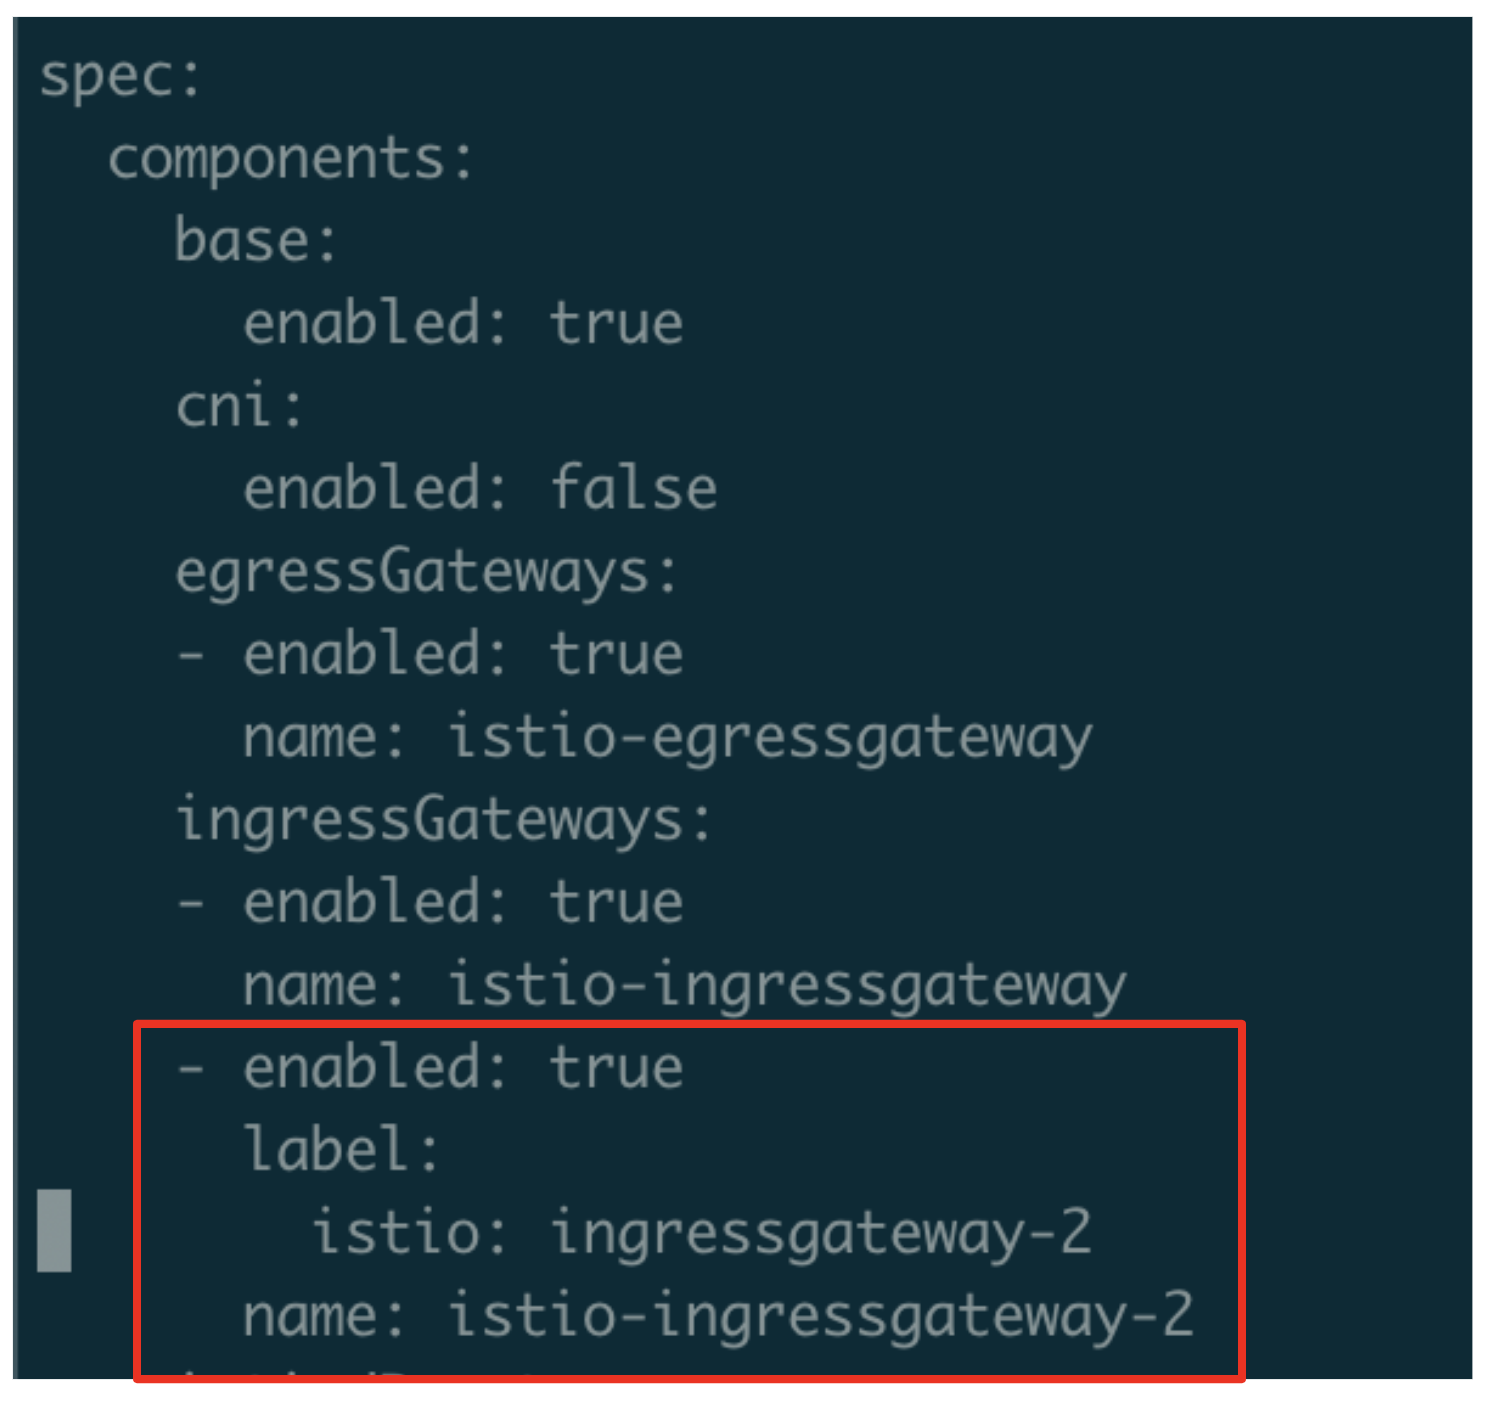 spec:
  components:
    base:
      enabled: true
    cni:
      enabled: false
    egressGateways:
    - enabled: true
      name: istio-egressgateway
    ingressGateways:
    - enabled: true
      name: istio-ingressgateway
    - enabled: true
      label:
        istio: ingressgateway-2
      name: istio-ingressgateway-2